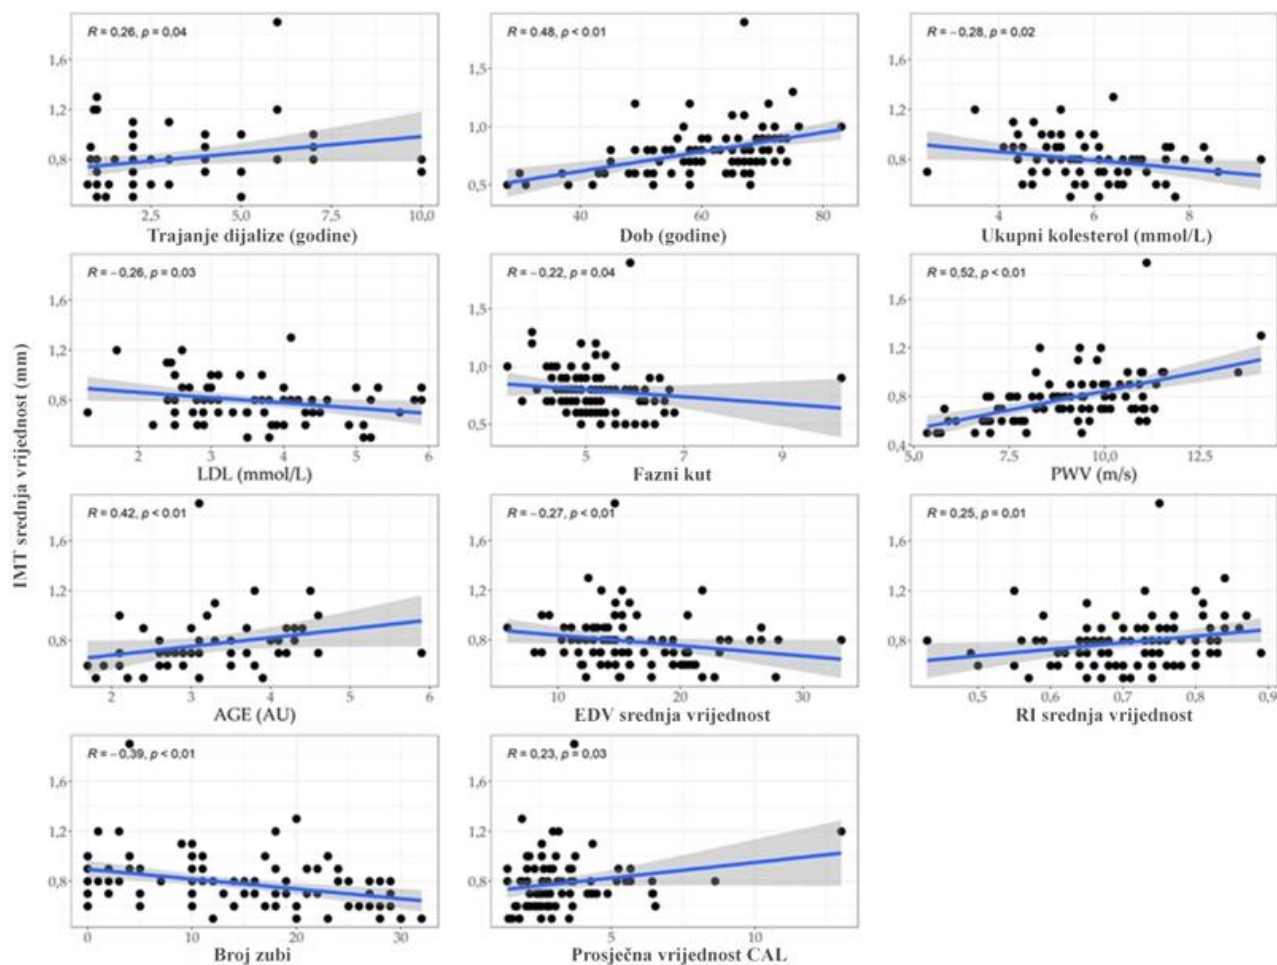 R = 0,26, p = 0,04
1,6
1,2
0,8
2,5 5,0 7,5 10,0
Trajanje dijalize (godine)
R = 0,48, p < 0,01
1,5
1,0
0,5
40 60 80
Dob (godine)
R = −0,28, p = 0,02
1,6
1,2
0,8
4 6 8
Ukupni kolesterol (mmol/L)
IMT srednja vrijednost (mm)
R = −0,26, p = 0,03
1,6
1,2
0,8
2 3 4 5 6
LDL (mmol/L)
R = −0,22, p = 0,04
1,5
1,0
0,5
5 7 9
Fazni kut
R = 0,52, p < 0,01
1,6
1,2
0,8
0,4
5,0 7,5 10,0 12,5
PWV (m/s)
R = 0,42, p < 0,01
1,6
1,2
0,8
2 3 4 5 6
AGE (AU)
R = −0,27, p < 0,01
1,6
1,2
0,8
10 20 30
EDV srednja vrijednost
R = 0,25, p = 0,01
1,6
1,2
0,8
0,5 0,6 0,7 0,8 0,9
RI srednja vrijednost
R = −0,39, p < 0,01
1,6
1,2
0,8
0 10 20 30
Broj zubi
R = 0,23, p = 0,03
1,6
1,2
0,8
5 10
Prosječna vrijednost CAL